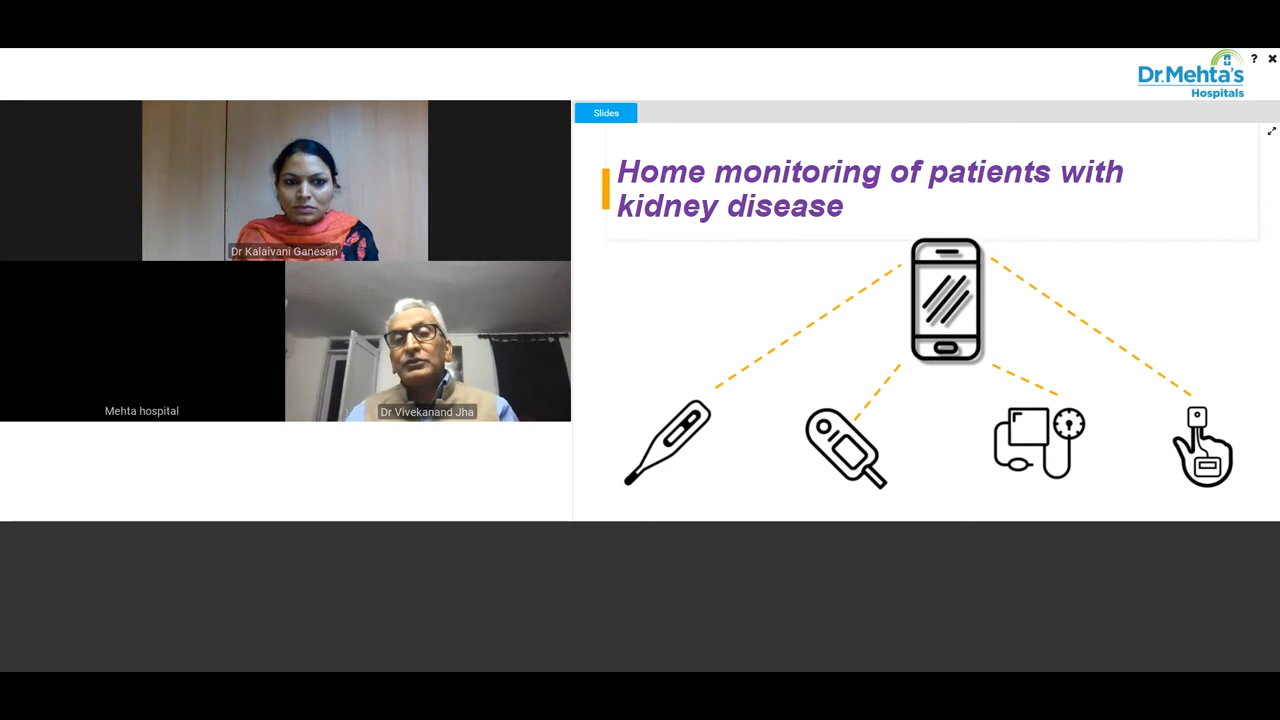 Dr.Mehta's
Hospitals
?
Slides
Home monitoring of patients with
kidney disease
Dr Kalaivani Ganesan
Mehta hospital
Dr Vivekanand Jha